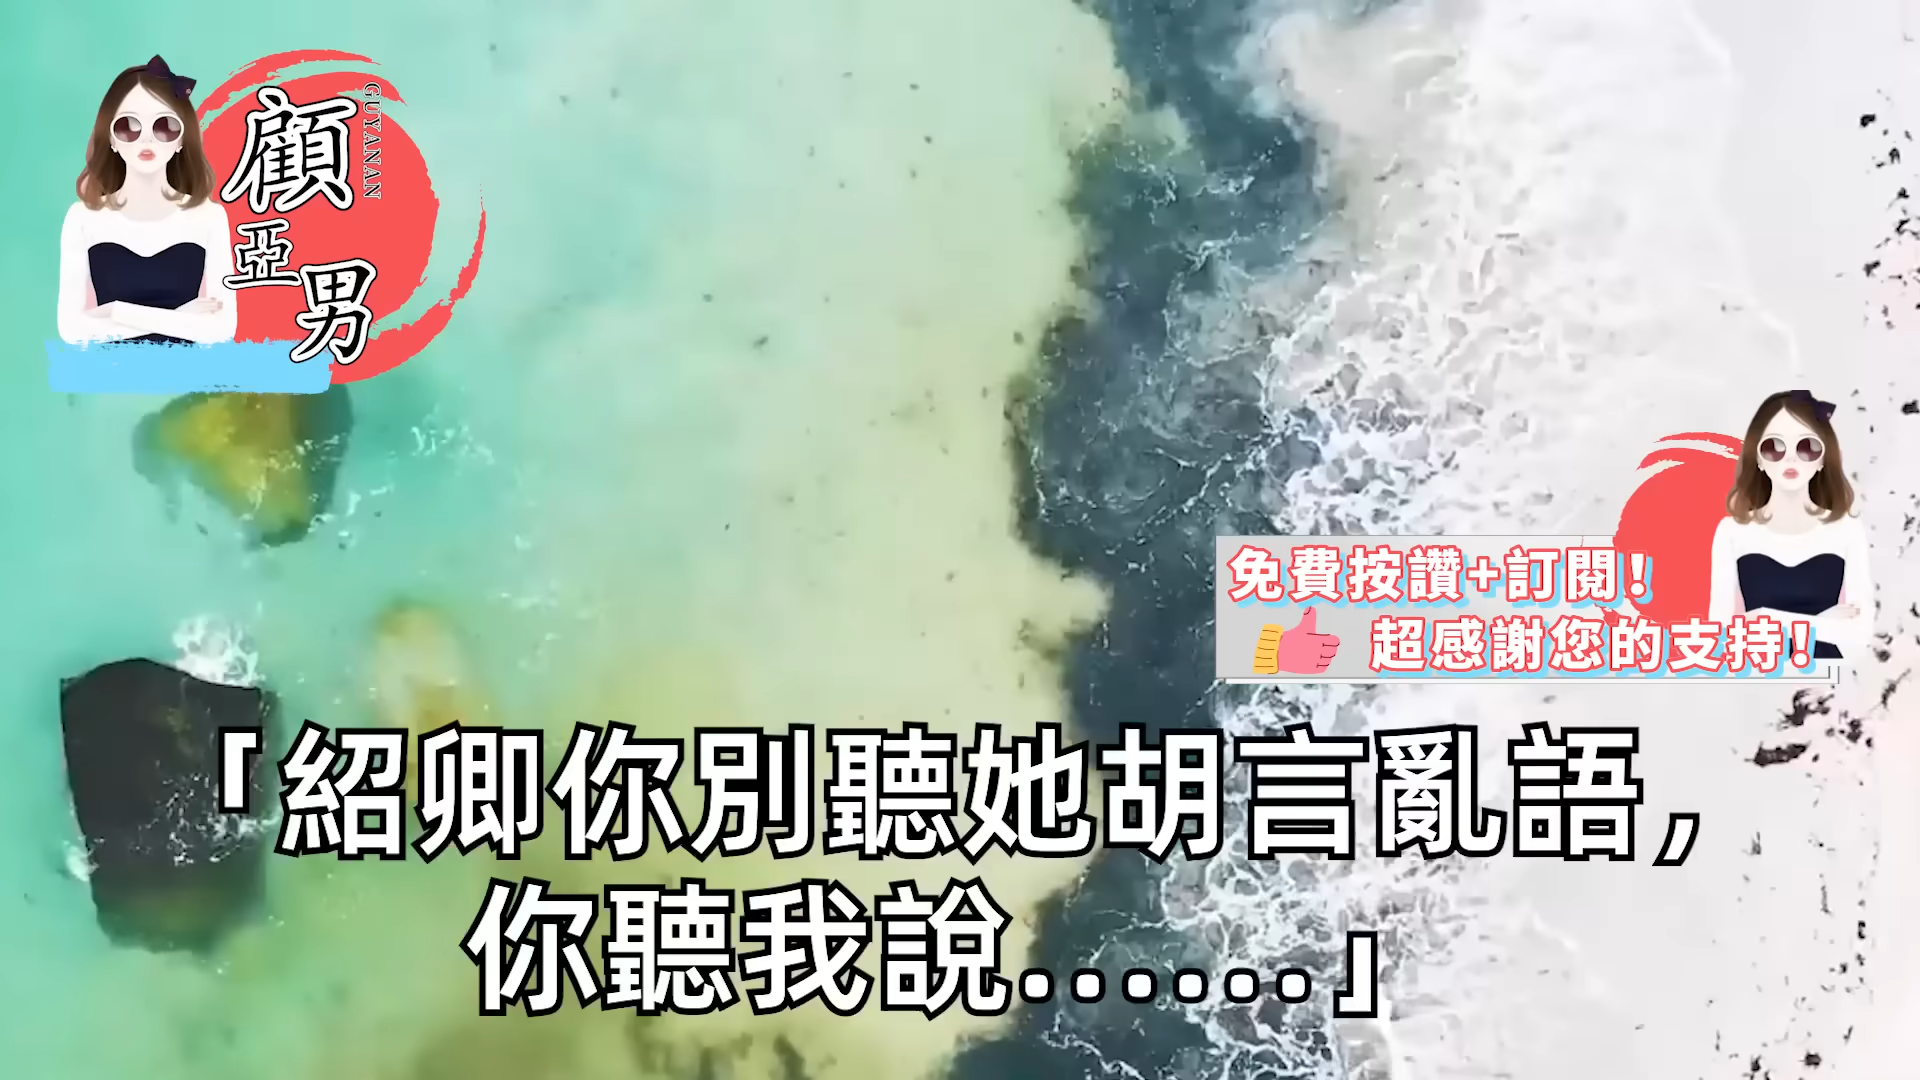 顧亞男
GUYANAN
免費按讚+訂閱!
超感謝您的支持!
「紹卿你別聽她胡言亂語,
你聽我說......」